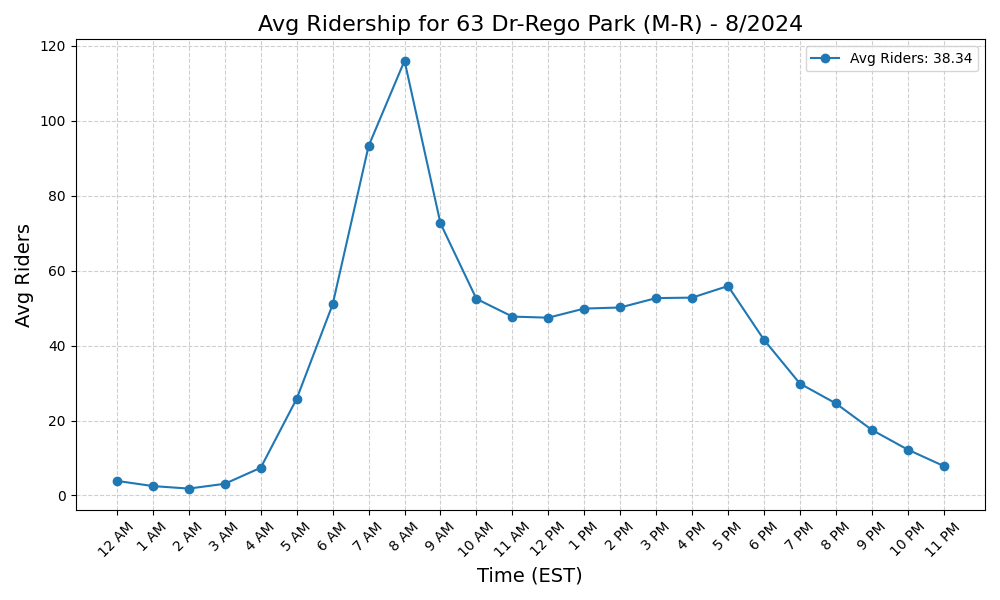 Avg Ridership for 63 Dr-Rego Park (M-R) - 8/2024
Avg Riders: 38.34
Avg Riders
120
100
80
60
40
20
0
12 AM
1 AM
2 AM
3 AM
4 AM
5 AM
6 AM
7 AM
8 AM
9 AM
10 AM
11 AM
12 PM
1 PM
2 PM
3 PM
4 PM
5 PM
6 PM
7 PM
8 PM
9 PM
10 PM
11 PM
Time (EST)